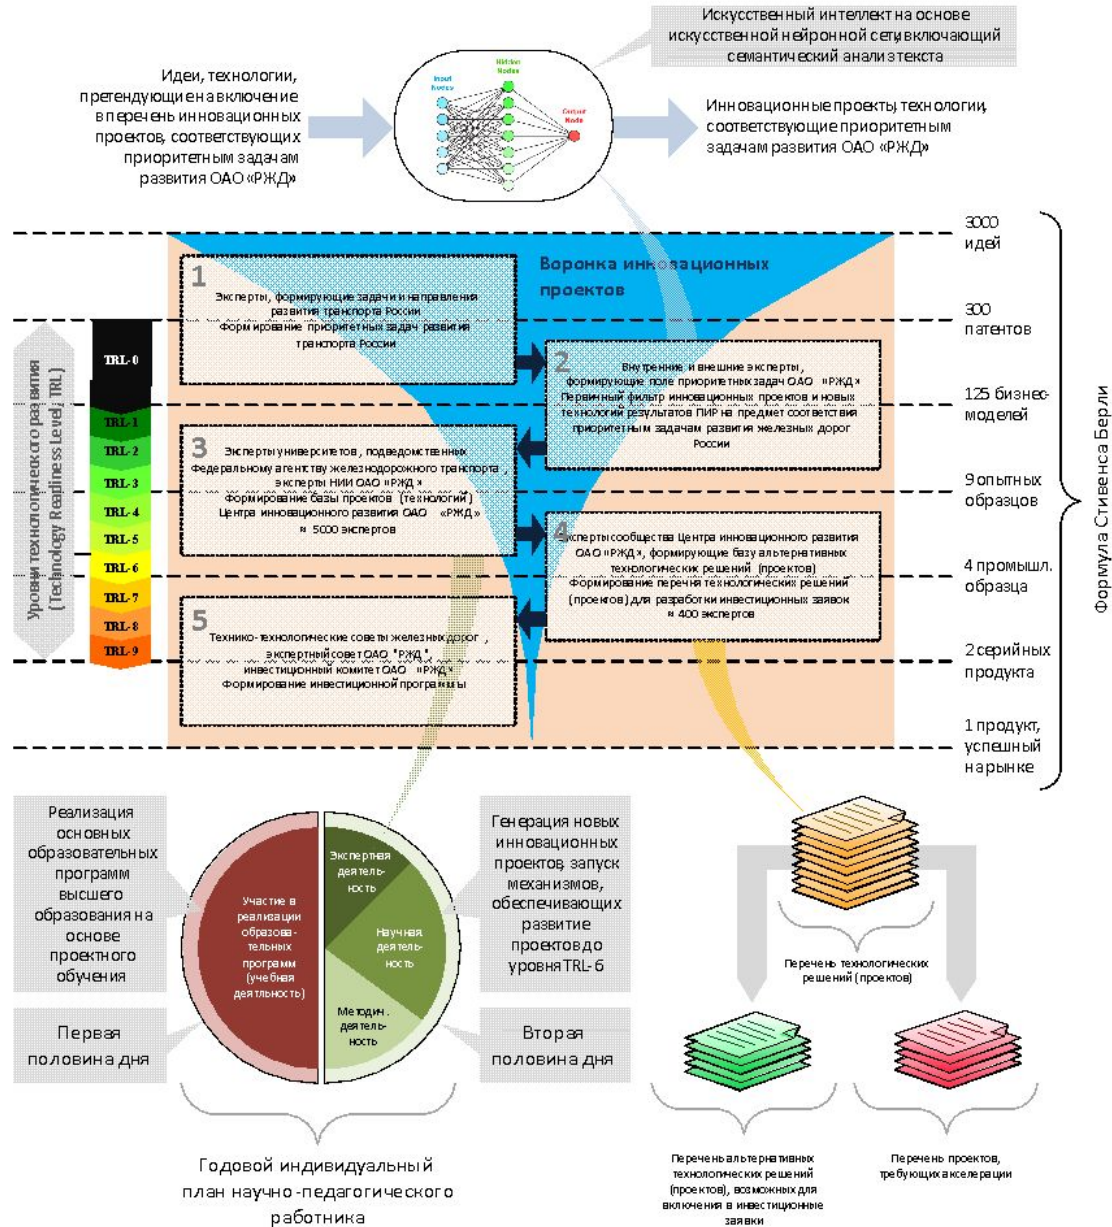 Искусственный интеллект на основе
искусственной нейронной сети, включающий
семантический анализ текста
Идеи, технологии,
претендующие на включение
в перечень инновационных
проектов, соответствующих
приоритетным задачам
развития ОАО «РЖД»
Input
Nodes
Hidden
Nodes
Output
Node
Инновационные проекты, технологии,
соответствующие приоритетным
задачам развития ОАО «РЖД»
Воронка инновационных
проектов
1
Эксперты, формирующие задачи и направления
развития транспорта России
Формирование приоритетных задач развития
транспорта России
2
Внутренние и внешние эксперты,
формирующие поле приоритетных задач ОАО «РЖД»
Первичный фильтр инновационных проектов и новых
технологий результатов ПИР на предмет соответствия
приоритетным задачам развития железных дорог
России
3
Эксперты университетов, подведомственных
Федеральному агентству железнодорожного транспорта,
эксперты НИИ ОАО «РЖД»
Формирование базы проектов (технологий)
Центра инновационного развития ОАО «РЖД»
≈ 5000 экспертов
4
Эксперты сообщества Центра инновационного развития
ОАО «РЖД», формирующие базу альтернативных
технологических решений (проектов)
Формирование перечня технологических решений
(проектов) для разработки инвестиционных заявок
≈ 400 экспертов
5
Технико-технологические советы железных дорог,
экспертный совет ОАО "РЖД",
инвестиционный комитет ОАО «РЖД»
Формирование инвестиционной программы
Уровни технологического развития
(Technology Readiness Level, TRL)
TRL-0
TRL-1
TRL-2
TRL-3
TRL-4
TRL-5
TRL-6
TRL-7
TRL-8
TRL-9
3000
идей
300
патентов
125 бизнес-
моделей
9 опытных
образцов
4 промышл.
образца
2 серийных
продукта
1 продукт,
успешный
на рынке
Формула Стивенса Берли
Реализация
основных
образовательных
программ
высшего
образования на
основе
проектного
обучения
Первая
половина дня
Участие в
реализации
образова-
тельных
программ
(учебная
деятльность)
Экспертная
деятель-
ность
Научная деятель-
ность
Методич.
деятель-
ность
Генерация новых
инновационных
проектов, запуск
механизмов,
обеспечивающих
развитие
проектов до
уровня TRL-6
Вторая
половина дня
Годовой индивидуальный
план научно-педагогического
работника
Перечень технологических
решений (проектов)
Перечень альтернативных
технологических решений
(проектов), возможных для
включения в инвестиционные
заявки
Перечень проектов,
требующих акселерации